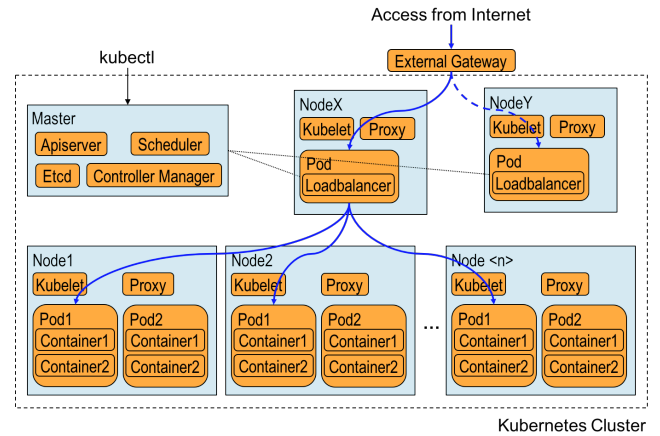 Access from Internet
kubectl
External Gateway
Master
Apiserver
Scheduler
Etcd
Controller Manager
NodeX
Kubelet
Proxy
Pod
Loadbalancer
NodeY
Kubelet
Proxy
Pod
Loadbalancer
Node1
Kubelet
Proxy
Pod1
Container1
Container2
Pod2
Container1
Container2
Node2
Kubelet
Proxy
Pod1
Container1
Container2
Pod2
Container1
Container2
...
Node <n>
Kubelet
Proxy
Pod1
Container1
Container2
Pod2
Container1
Container2
Kubernetes Cluster